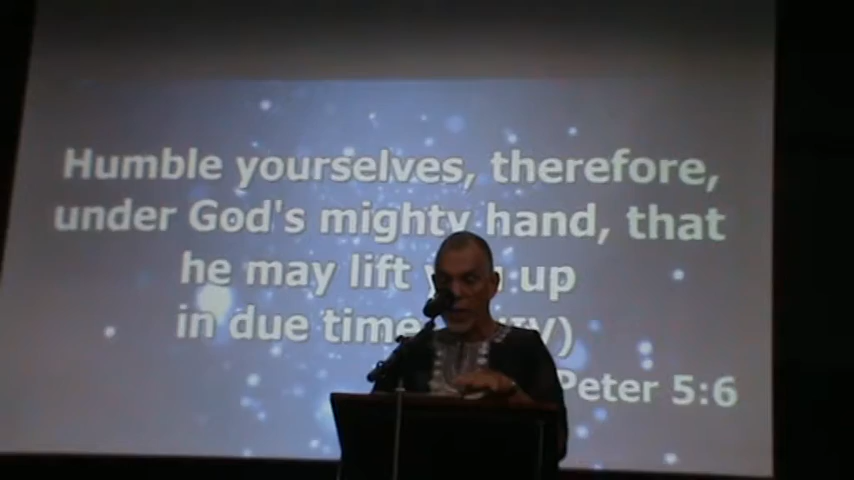 Humble yourselves, therefore,
under God's mighty hand, that
he may lift up
in due time
Peter 5:6